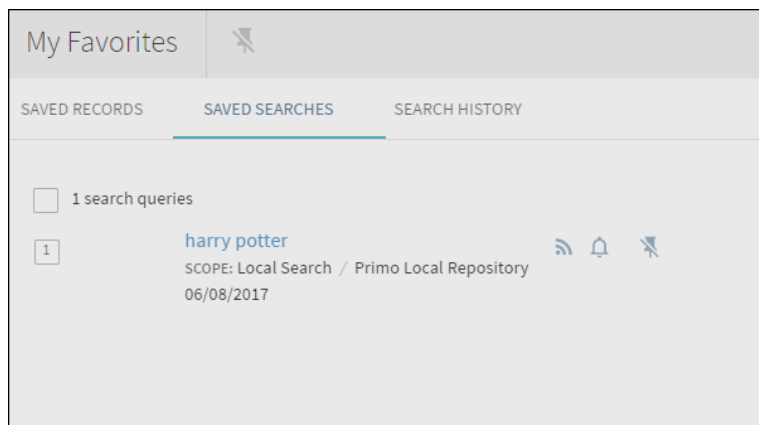 My Favorites
SAVED RECORDS SAVED SEARCHES SEARCH HISTORY
1 search queries
1 harry potter
SCOPE: Local Search / Primo Local Repository
06/08/2017